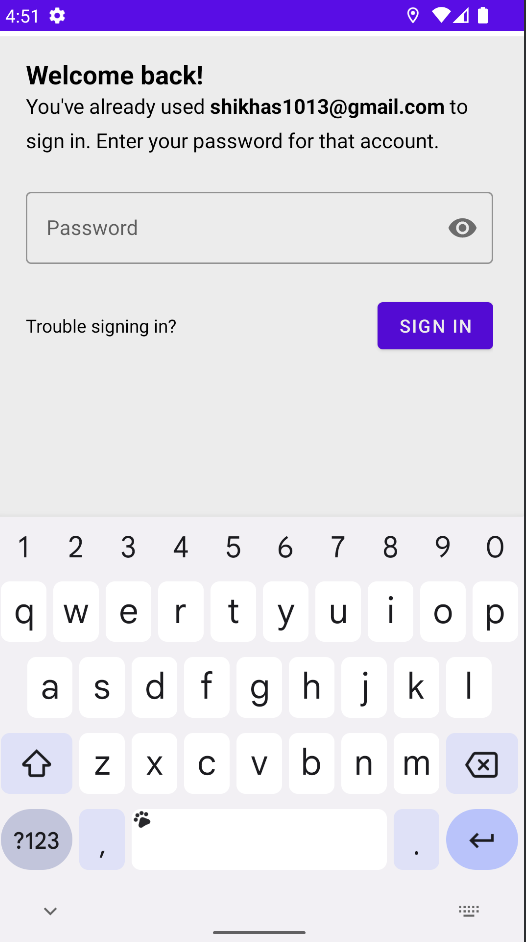 4:51
Welcome back!
You've already used shikhas1013@gmail.com to
sign in. Enter your password for that account.
Password
Trouble signing in?
SIGN IN
1 2 3 4 5 6 7 8 9 0
q w e r t y u i o p
a s d f g h j k l
z x c v b n m
?123 , .